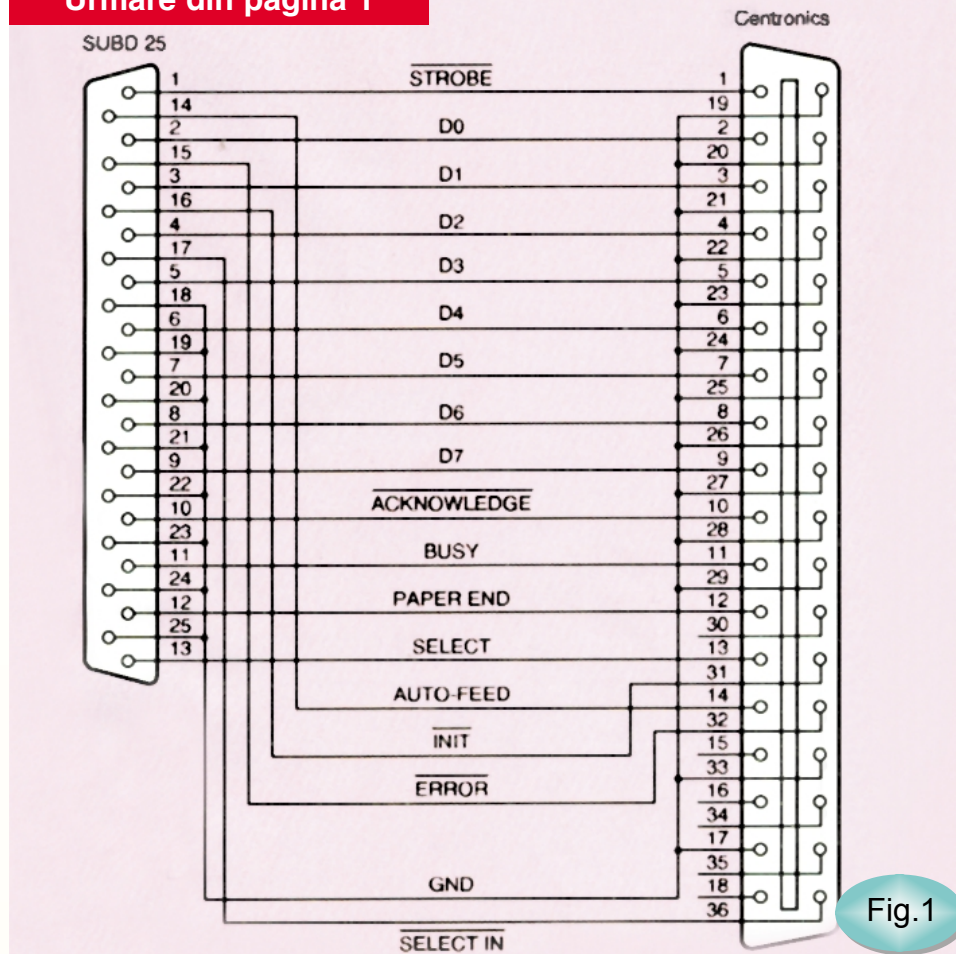 Urmare din pagina 1
Centronics
SUBD 25
1
STROBE
1
14
19
2
D0
2
15
20
3
D1
3
16
21
4
D2
4
17
22
5
D3
5
18
23
6
D4
6
19
24
7
D5
7
20
25
8
D6
8
21
26
9
D7
9
22
27
10
ACKNOWLEDGE
10
23
28
11
BUSY
11
24
29
12
PAPER END
12
25
30
13
SELECT
13
31
AUTO-FEED
14
32
INIT
15
33
ERROR
16
34
17
35
GND
18
36
SELECT IN
Fig.1